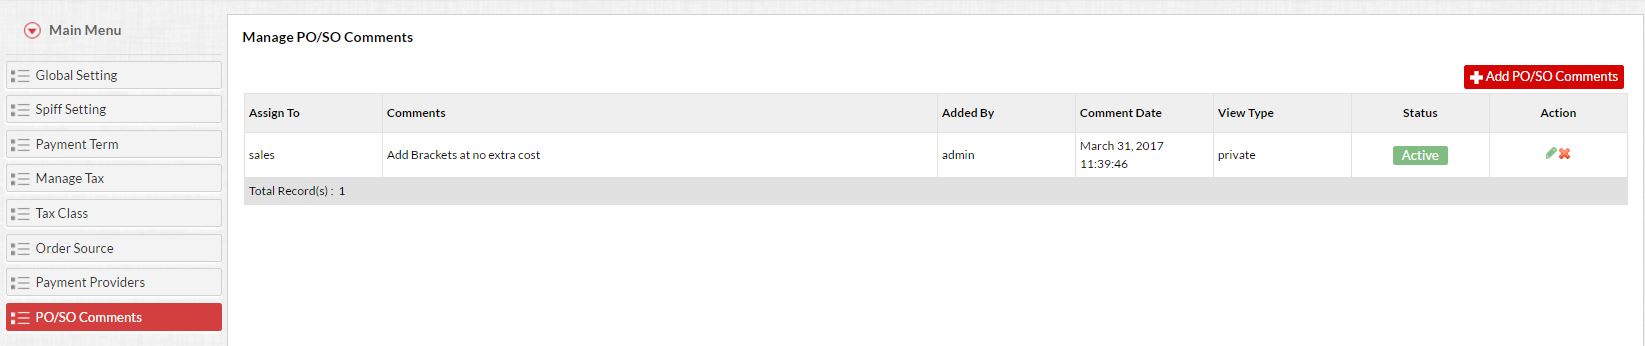 Main Menu
Global Setting
Spiff Setting
Payment Term
Manage Tax
Tax Class
Order Source
Payment Providers
PO/SO Comments
Manage PO/SO Comments
Add PO/SO Comments
Assign To Comments Added By Comment Date View Type Status Action
sales Add Brackets at no extra cost admin March 31, 2017 private Active
11:39:46
Total Record(s) : 1